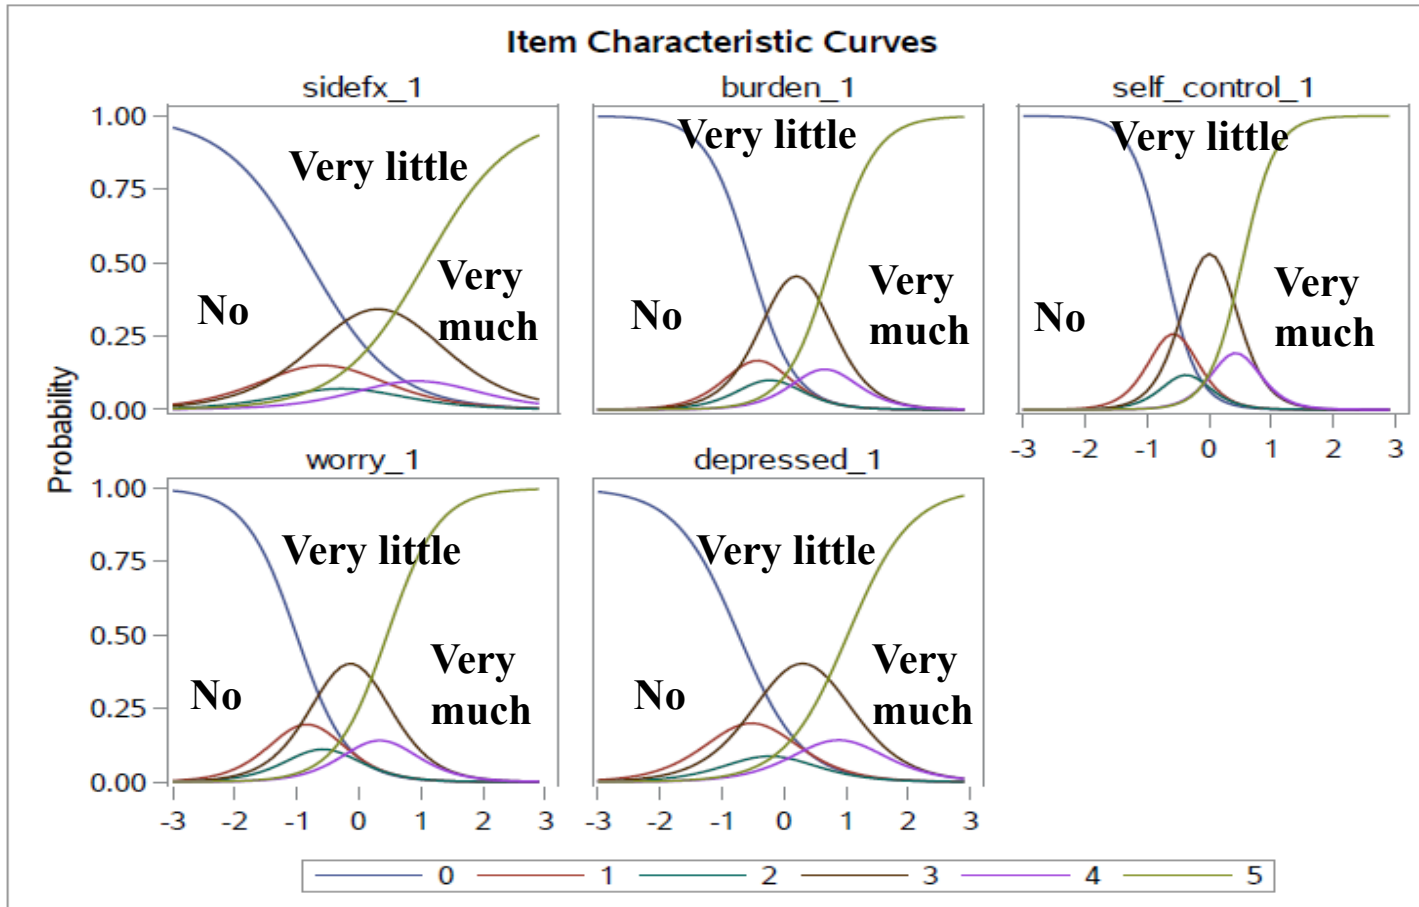 Item Characteristic Curves
sidefx_1
burden_1
self_control_1
1.00
0.75
0.50
0.25
0.00
Very little
No
Very
much
Very little
No
Very
much
Very little
No
Very
much
-3 -2 -1 0 1 2 3
Probability
worry_1
depressed_1
1.00
0.75
0.50
0.25
0.00
Very little
No
Very
much
Very little
No
Very
much
-3 -2 -1 0 1 2 3
-3 -2 -1 0 1 2 3
0 1 2 3 4 5